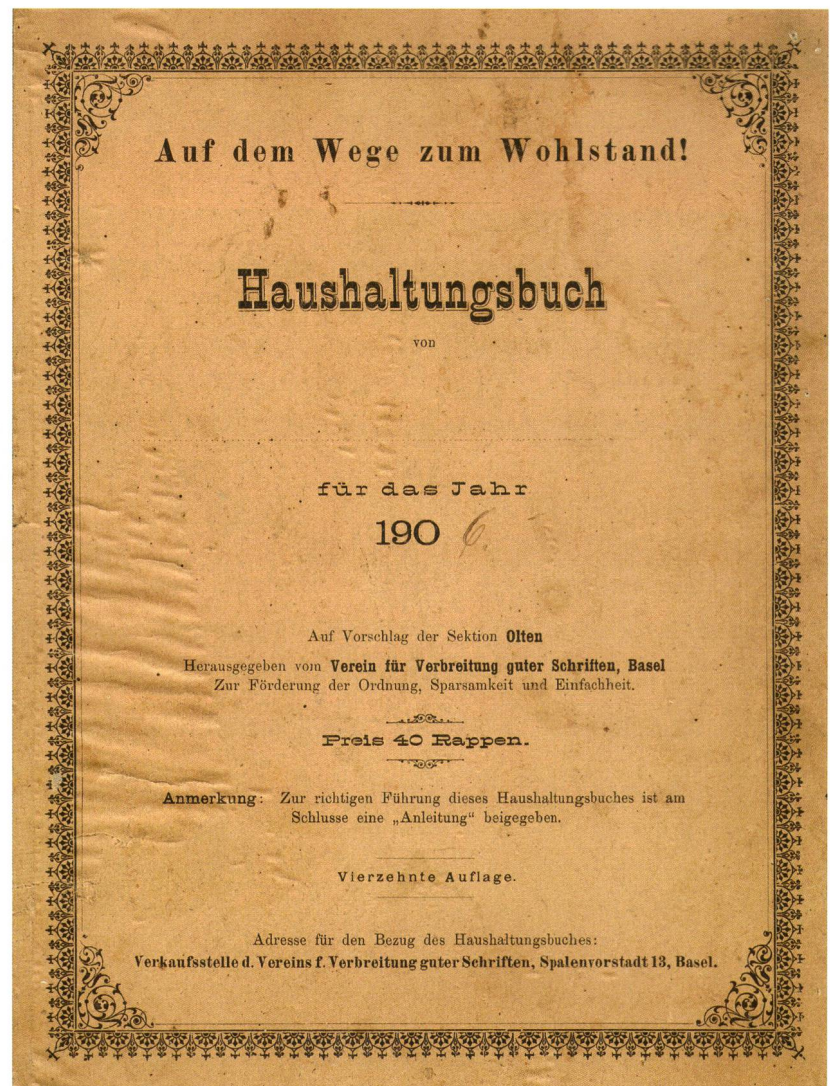 Auf dem Wege zum Wohlstand!
Haushaltungsbuch
von
für das Jahr
190 6.
Auf Vorschlag der Sektion Olten
Herausgegeben vom Verein für Verbreitung guter Schriften, Basel
Zur Förderung der Ordnung, Sparsamkeit und Einfachheit.
Preis 40 Rappen.
Anmerkung: Zur richtigen Führung dieses Haushaltungsbuches ist am
Schlusse eine „Anleitung“ beigegeben.
Vierzehnte Auflage.
Adresse für den Bezug des Haushaltungsbuches:
Verkaufsstelle d. Vereins f. Verbreitung guter Schriften, Spalenvorstadt 13, Basel.